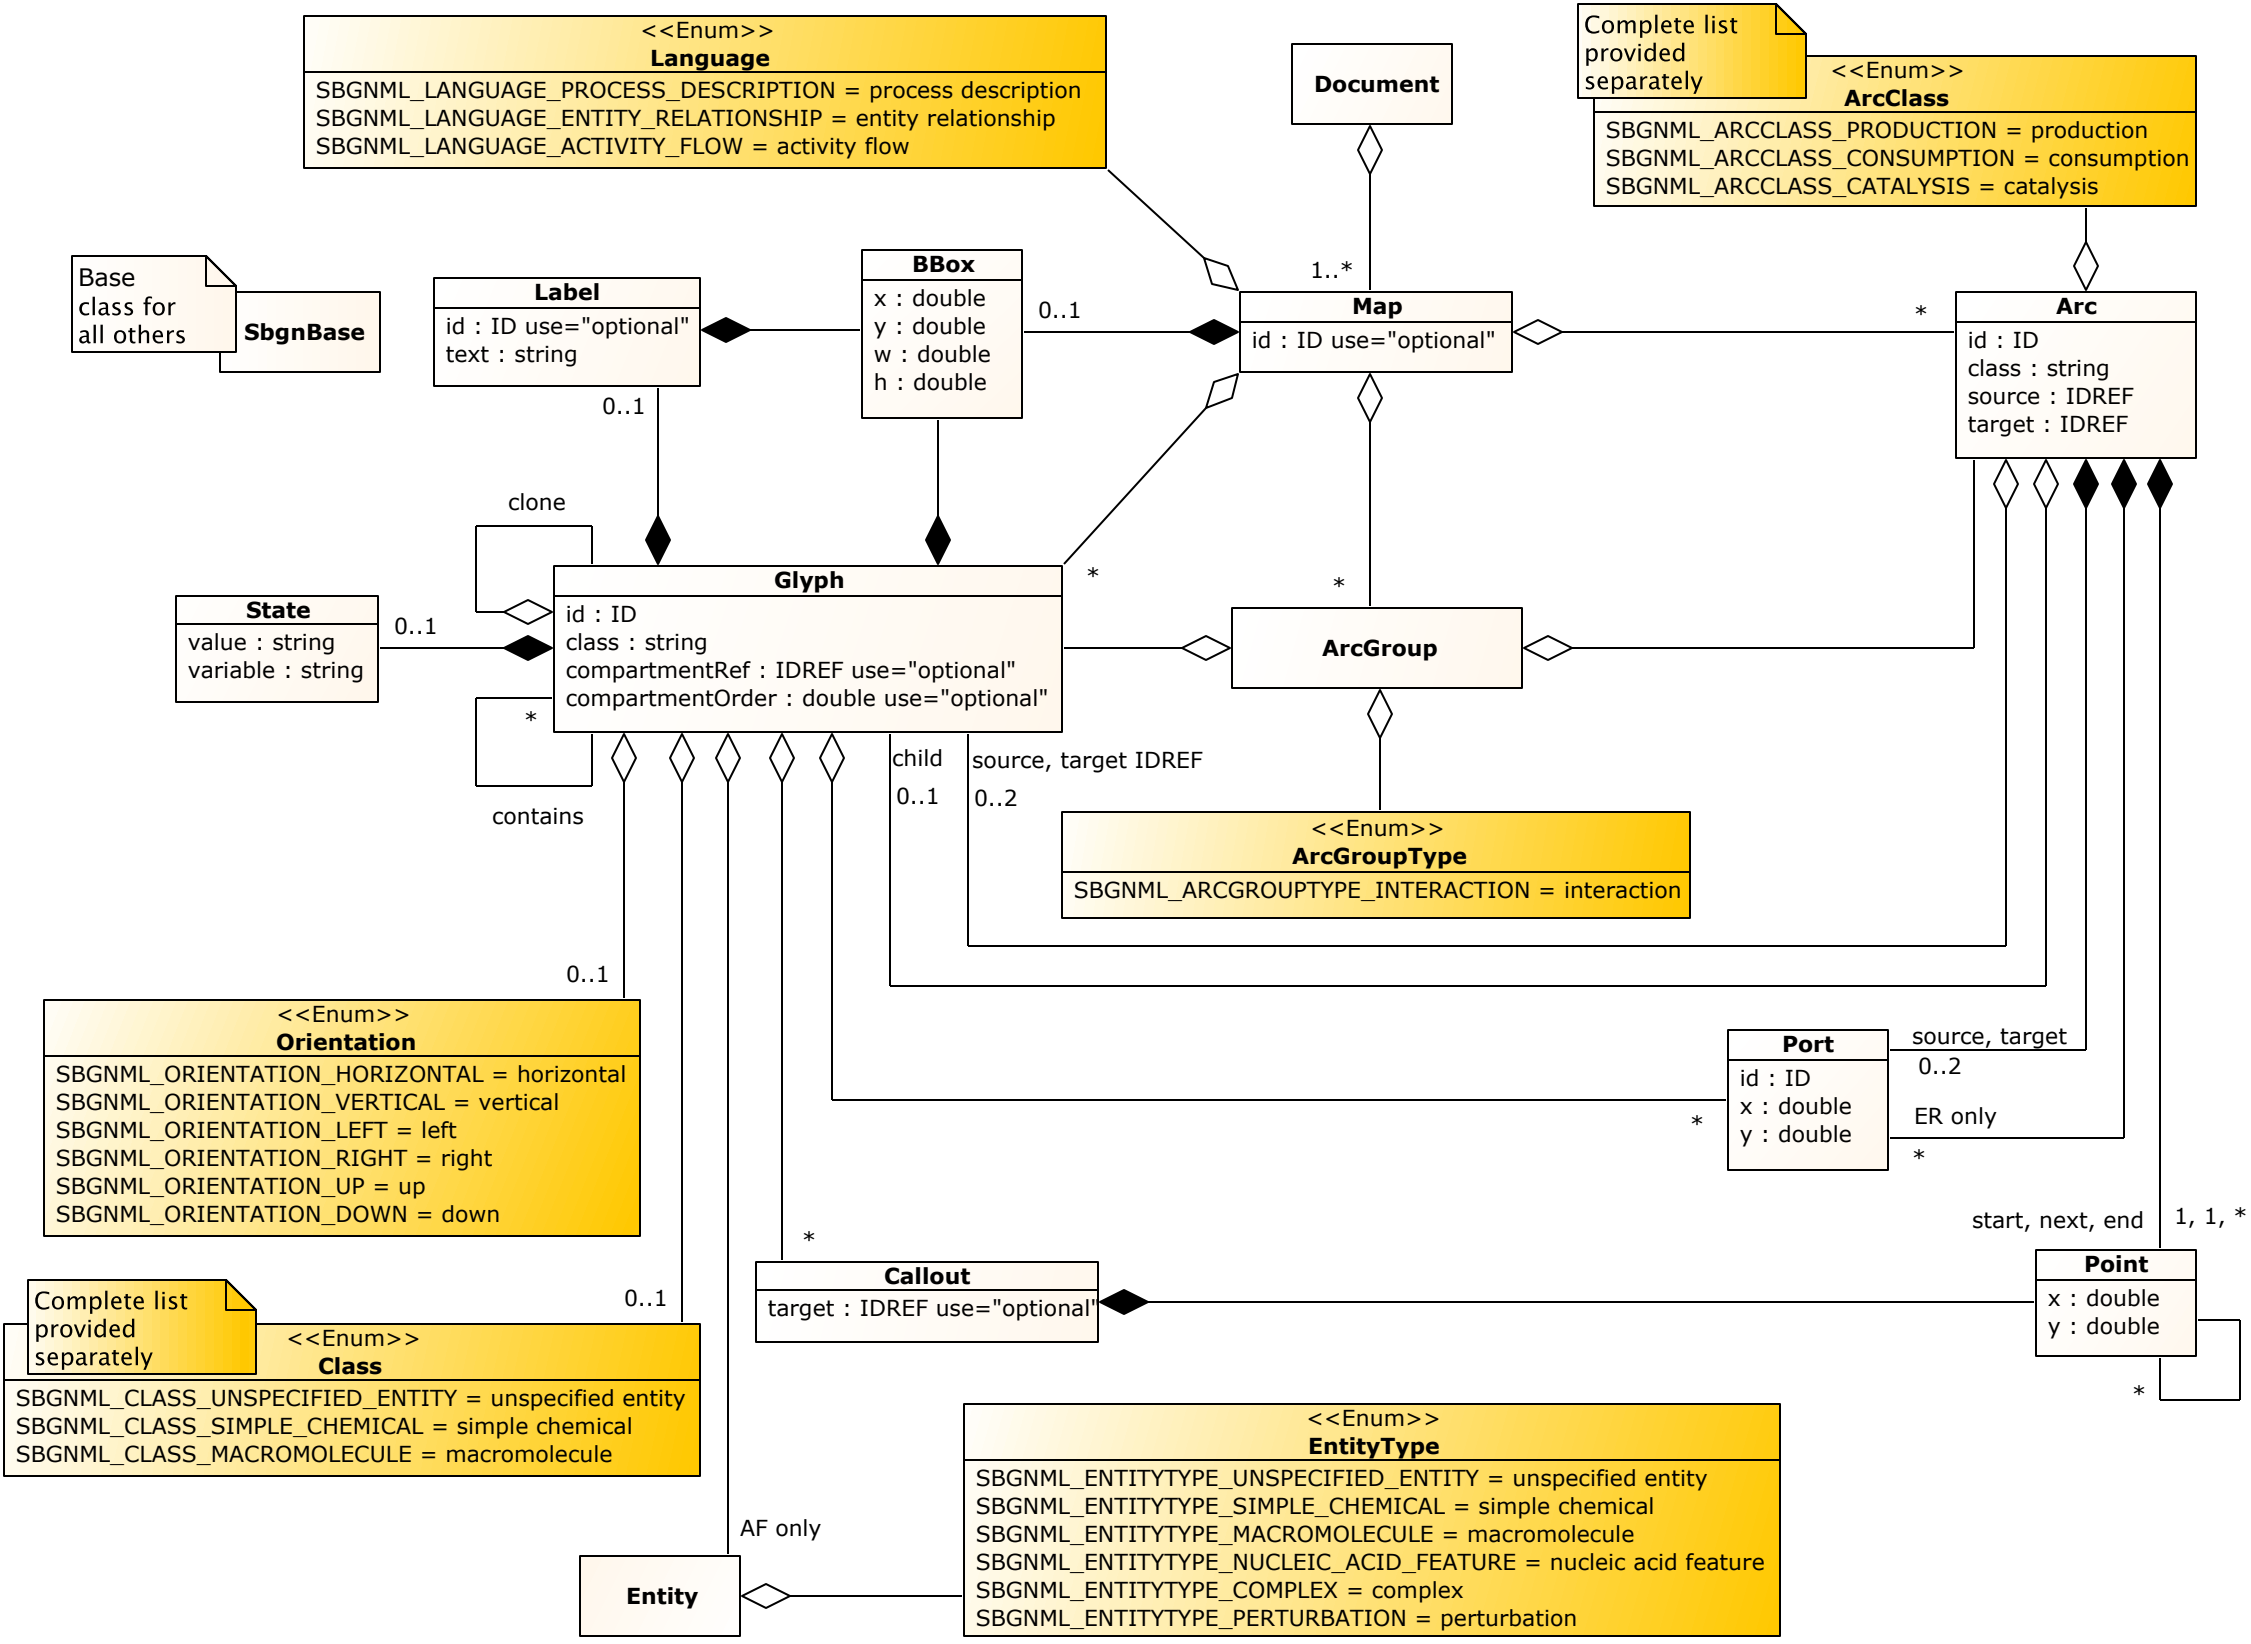 <<Enum>>
Language
SBGNML_LANGUAGE_PROCESS_DESCRIPTION = process description
SBGNML_LANGUAGE_ENTITY_RELATIONSHIP = entity relationship
SBGNML_LANGUAGE_ACTIVITY_FLOW = activity flow
Document
Complete list
provided
separately
<<Enum>>
ArcClass
SBGNML_ARCCLASS_PRODUCTION = production
SBGNML_ARCCLASS_CONSUMPTION = consumption
SBGNML_ARCCLASS_CATALYSIS = catalysis
Base
class for
all others
SbgnBase
Label
id : ID use="optional"
text : string
0..1
BBox
x : double
y : double
w : double
h : double
0..1
1..*
Map
id : ID use="optional"
*
Arc
id : ID
class : string
source : IDREF
target : IDREF
clone
State
value : string
variable : string
0..1
Glyph
id : ID
class : string
compartmentRef : IDREF use="optional"
compartmentOrder : double use="optional"
*
*
*
contains
ArcGroup
child
0..1
source, target IDREF
0..2
<<Enum>>
ArcGroupType
SBGNML_ARCGROUPTYPE_INTERACTION = interaction
0..1
<<Enum>>
Orientation
SBGNML_ORIENTATION_HORIZONTAL = horizontal
SBGNML_ORIENTATION_VERTICAL = vertical
SBGNML_ORIENTATION_LEFT = left
SBGNML_ORIENTATION_RIGHT = right
SBGNML_ORIENTATION_UP = up
SBGNML_ORIENTATION_DOWN = down
Port
id : ID
x : double
y : double
*
source, target
0..2
ER only
*
start, next, end
1, 1, *
*
Callout
target : IDREF use="optional"
Point
x : double
y : double
*
Complete list
provided
separately
0..1
<<Enum>>
Class
SBGNML_CLASS_UNSPECIFIED_ENTITY = unspecified entity
SBGNML_CLASS_SIMPLE_CHEMICAL = simple chemical
SBGNML_CLASS_MACROMOLECULE = macromolecule
AF only
Entity
<<Enum>>
EntityType
SBGNML_ENTITYTYPE_UNSPECIFIED_ENTITY = unspecified entity
SBGNML_ENTITYTYPE_SIMPLE_CHEMICAL = simple chemical
SBGNML_ENTITYTYPE_MACROMOLECULE = macromolecule
SBGNML_ENTITYTYPE_NUCLEIC_ACID_FEATURE = nucleic acid feature
SBGNML_ENTITYTYPE_COMPLEX = complex
SBGNML_ENTITYTYPE_PERTURBATION = perturbation